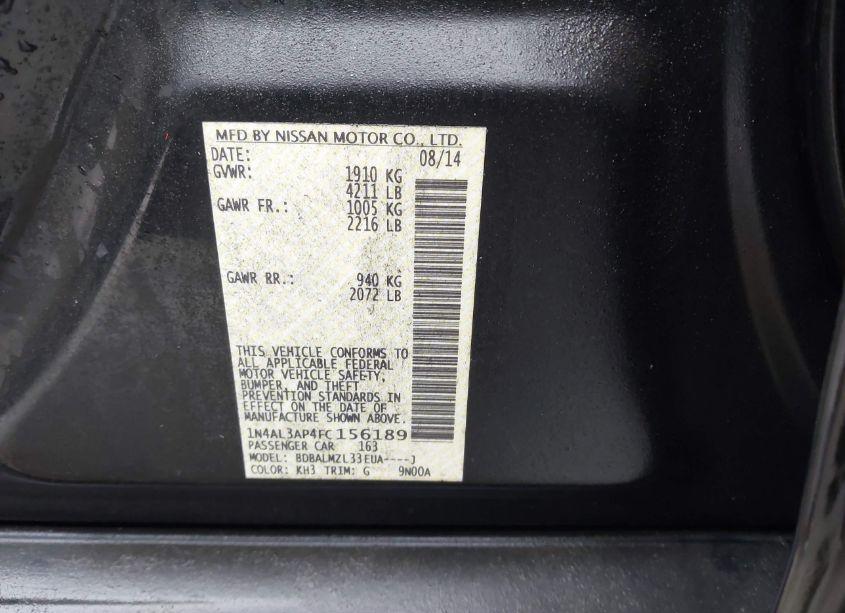 MFD BY NISSAN MOTOR CO., LTD.
DATE: 08/14
GVWR: 1910 KG
4211 LB
GAWR FR.: 1005 KG
2216 LB
GAWR RR.: 940 KG
2072 LB
THIS VEHICLE CONFORMS TO
ALL APPLICABLE FEDERAL
MOTOR VEHICLE SAFETY,
BUMPER, AND THEFT
PREVENTION STANDARDS IN
EFFECT ON THE DATE OF
MANUFACTURE SHOWN ABOVE.
1N4AL3AP4FC156189
PASSENGER CAR 163
MODEL: BDBALMZL33EUA----J
COLOR: KH3 TRIM: G 9N00A